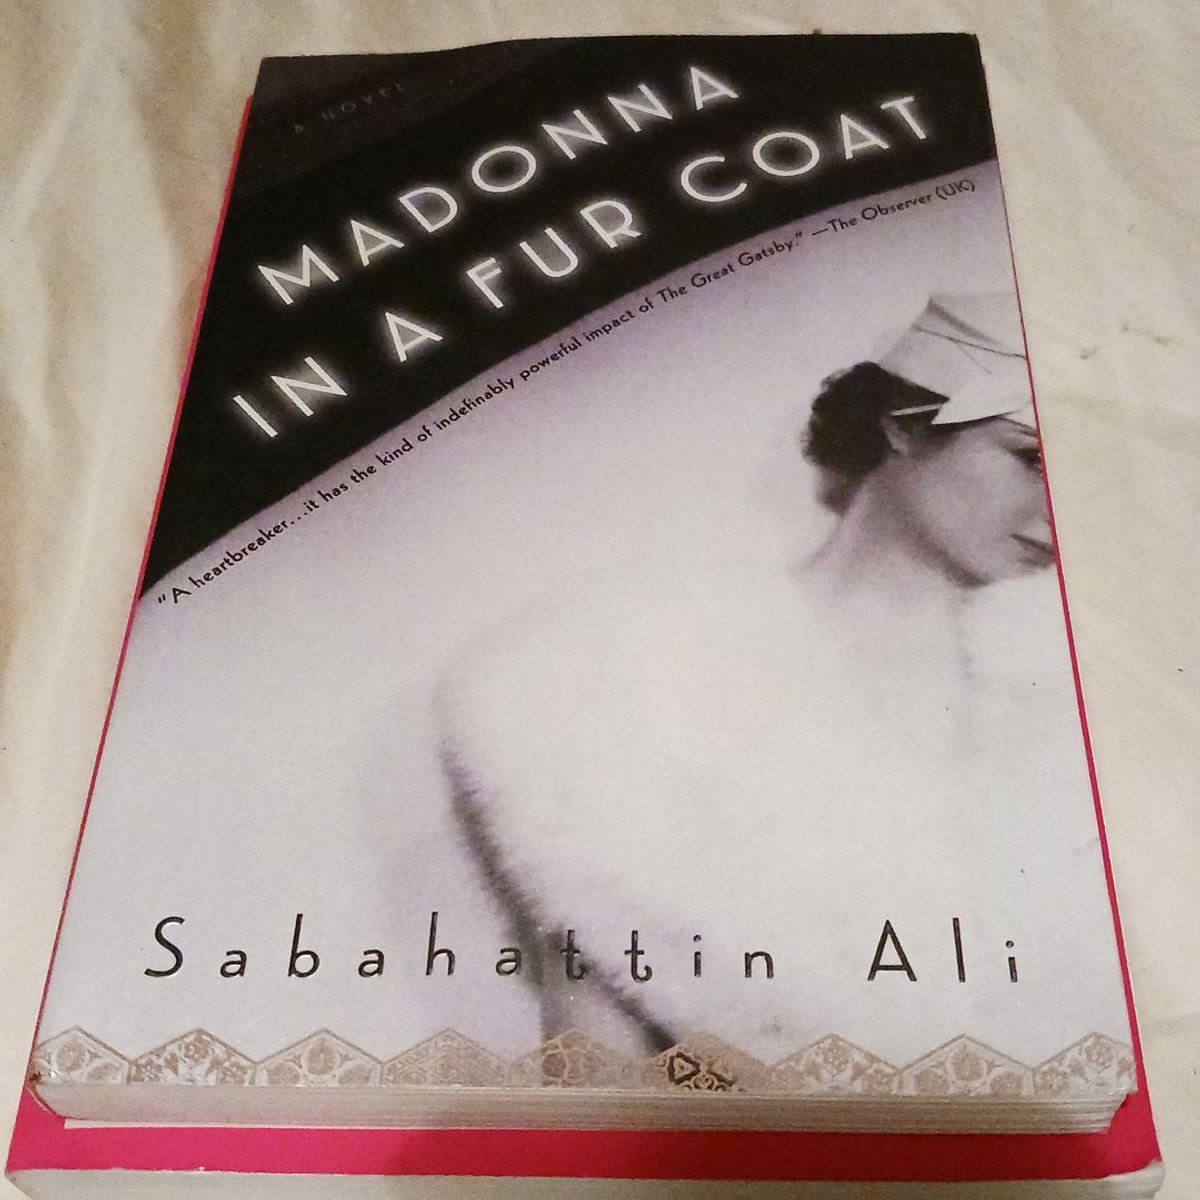 A NOVEL
MADONNA
IN A FUR COAT
"A heartbreaker...it has the kind of indefinably powerful impact of The Great Gatsby." —The Observer (UK)
Sabahattin Ali